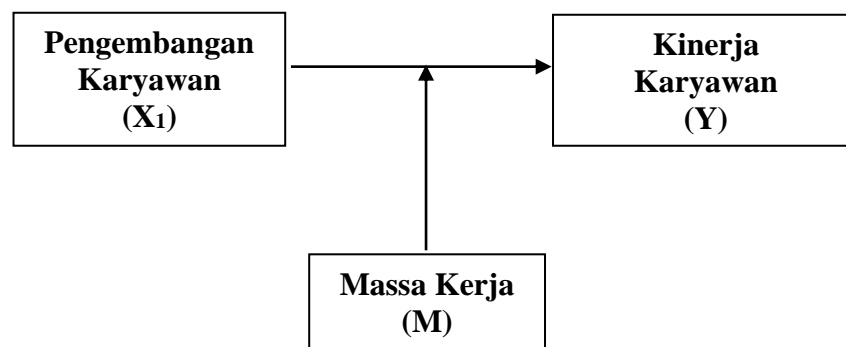 Pengembangan
Karyawan
(X₁)
Kinerja
Karyawan
(Y)
Massa Kerja
(M)